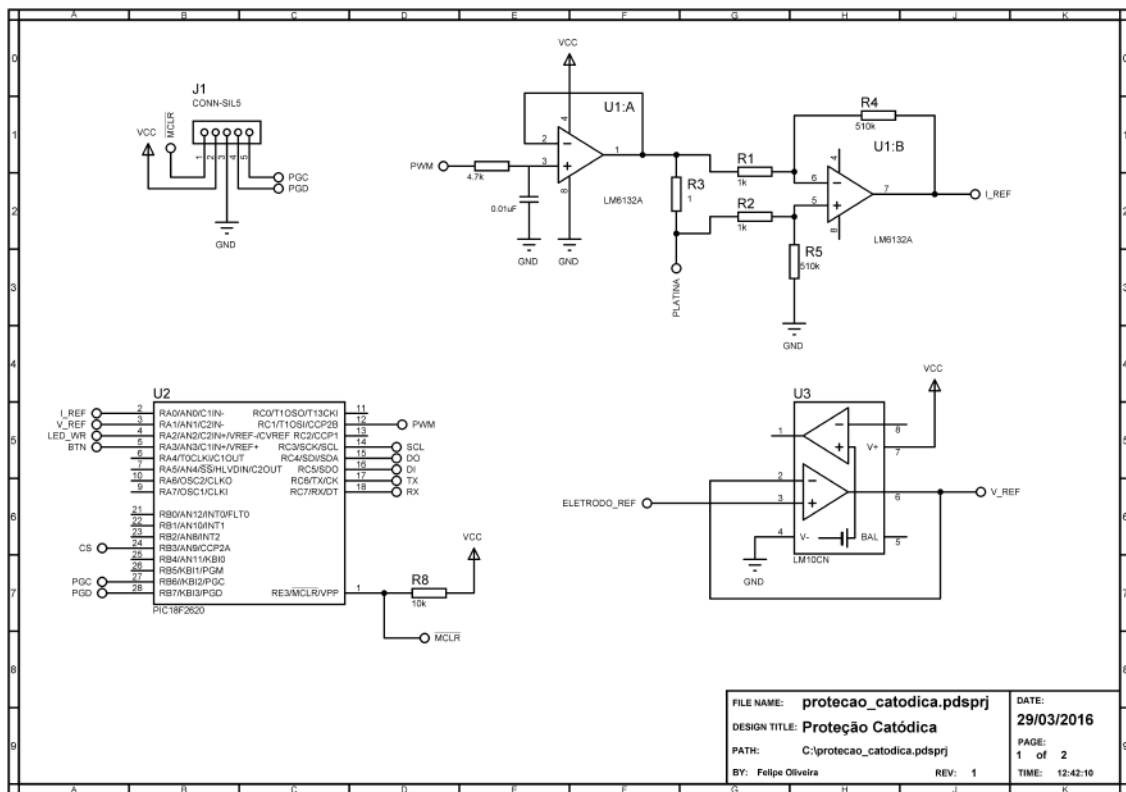 A B C D E F G H J K
0
1
2
3
4
5
6
7
8
9
0
1
2
3
4
5
6
7
8
9
J1
CONN-SIL5
VCC
MCLR
1
2
3
4
5
PGC
PGD
GND
VCC
U1:A
4
2
3
1
8
PWM
4.7k
0.01uF
LM6132A
GND
GND
R3
1
PLATINA
R1
1k
R2
1k
R4
510k
U1:B
4
6
5
7
8
LM6132A
I_REF
R5
510k
GND
U2
I_REF 2 RA0/AN0/C1IN- RC0/T1OSO/T13CKI 11
V_REF 3 RA1/AN1/C2IN- RC1/T1OSI/CCP2B 12 PWM
LED_WR 4 RA2/AN2/C2IN+/VREF-/CVREF RC2/CCP1 13
BTN 5 RA3/AN3/C1IN+/VREF+ RC3/SCK/SCL 14 SCL
6 RA4/T0CLKI/C1OUT RC4/SDI/SDA 15 DO
7 RA5/AN4/SS/HLVDIN/C2OUT RC5/SDO 16 DI
10 RA6/OSC2/CLKO RC6/TX/CK 17 TX
9 RA7/OSC1/CLKI RC7/RX/DT 18 RX
21 RB0/AN12/INT0/FLT0
22 RB1/AN10/INT1
23 RB2/AN8/INT2
CS 24 RB3/AN9/CCP2A
25 RB4/AN11/KBI0
26 RB5/KBI1/PGM
PGC 27 RB6//KBI2/PGC
PGD 28 RB7/KBI3/PGD RE3/MCLR/VPP 1
PIC18F2620
R8
10k
VCC
MCLR
U3
VCC
1
8
V+
7
2
3
6
ELETRODO_REF
V_REF
4
V-
BAL
5
LM10CN
GND
FILE NAME: protecao_catodica.pdsprj
DESIGN TITLE: Proteção Catódica
PATH: C:\protecao_catodica.pdsprj
BY: Felipe Oliveira REV: 1
DATE:
29/03/2016
PAGE:
1 of 2
TIME: 12:42:10
A B C D E F G H J K